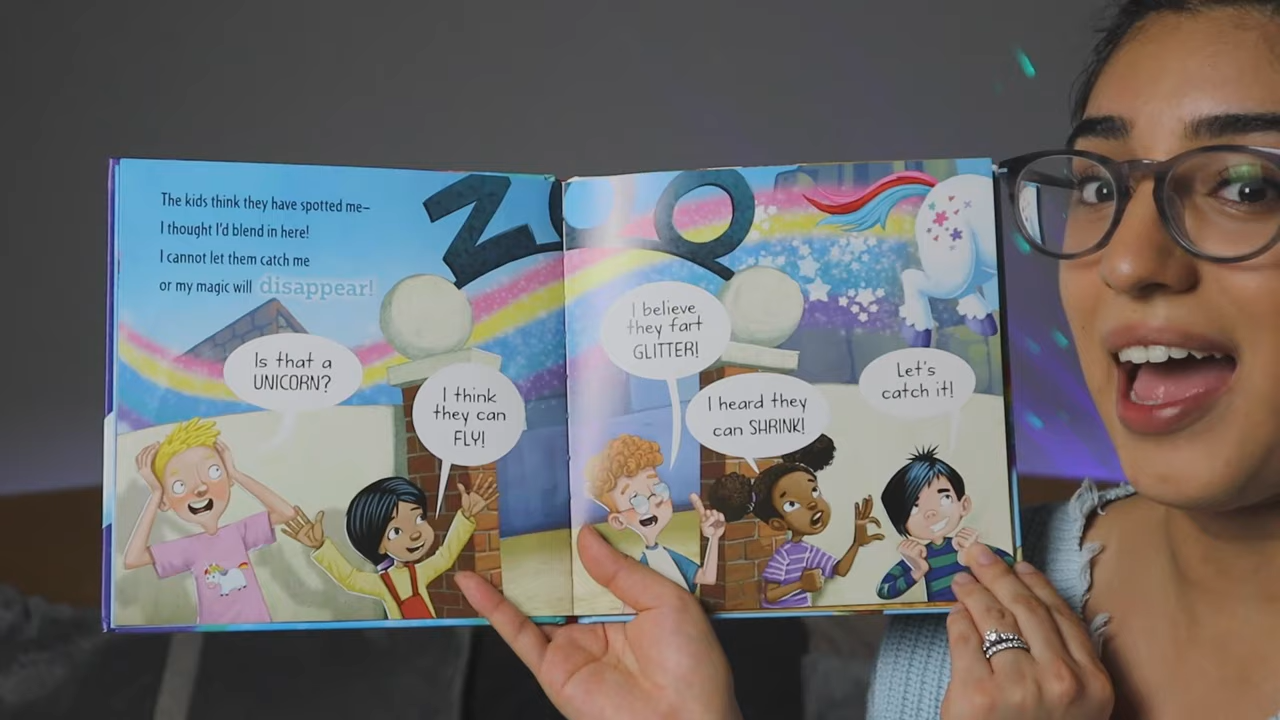 The kids think they have spotted me–
I thought I'd blend in here!
I cannot let them catch me
or my magic will disappear!
ZOO
Is that a
UNICORN?
I think
they can
FLY!
I believe
they fart
GLITTER!
I heard they
can SHRINK!
Let's
catch it!